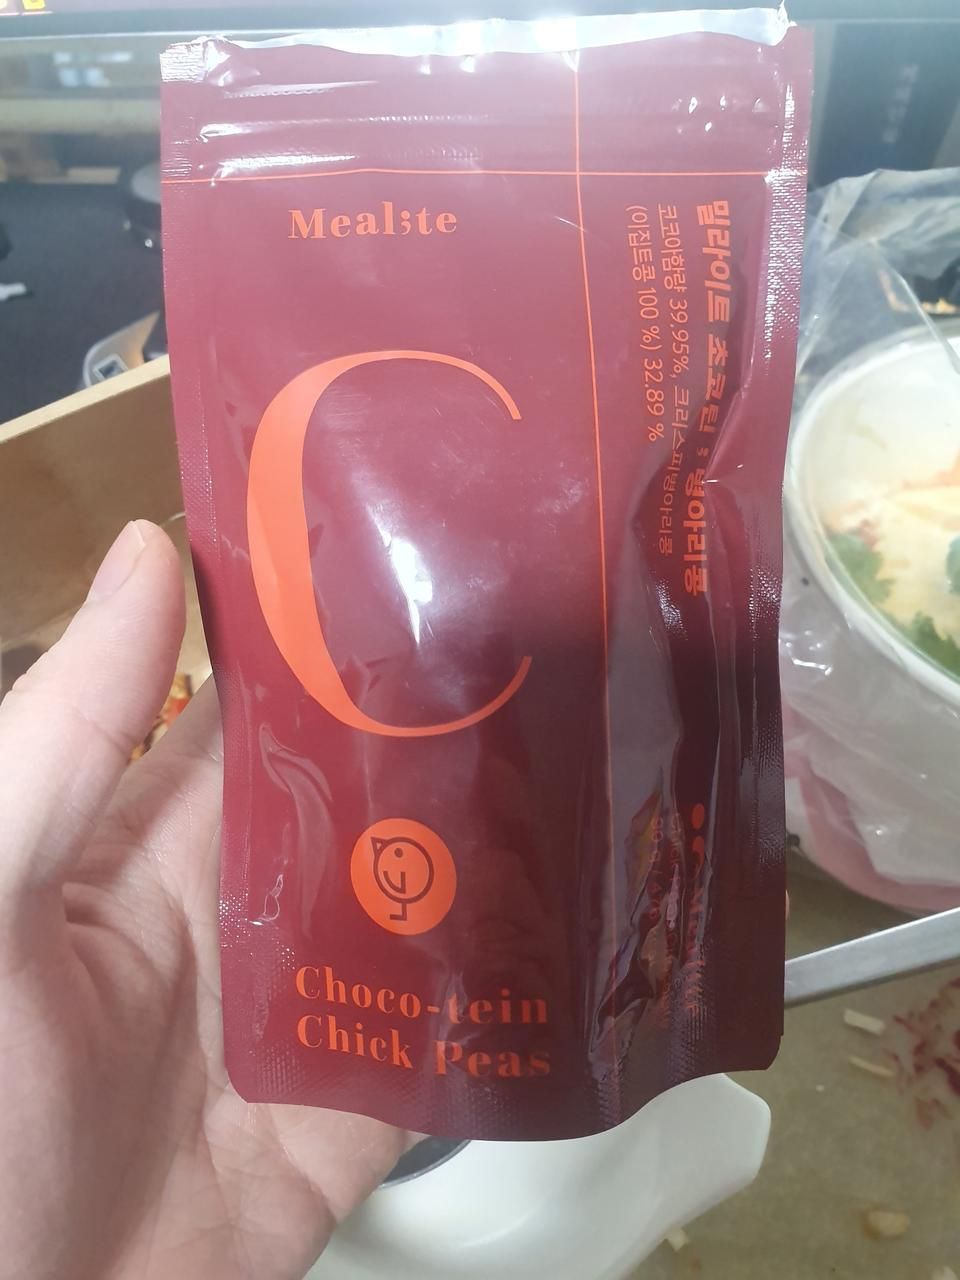 Meal;te
C
Choco-tein
Chick Peas
밀라이트 초코틴 ; 병아리콩
코코아함량 39.95%, 크리스피병아리콩
(이집트콩 100 %) 32.89 %